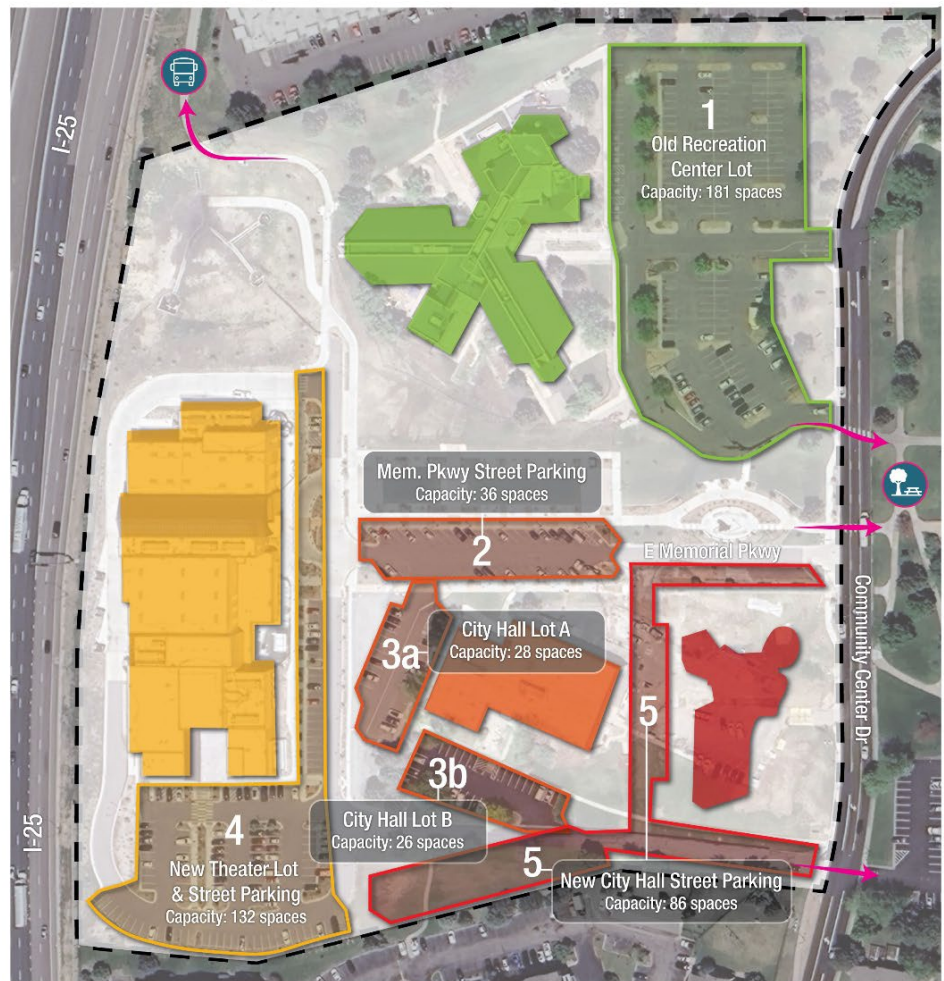 I-25
1
Old Recreation
Center Lot
Capacity: 181 spaces
Mem. Pkwy Street Parking
Capacity: 36 spaces
2
E Memorial Pkwy
Community Center Dr
City Hall Lot A
Capacity: 28 spaces
3a
5
3b
City Hall Lot B
Capacity: 26 spaces
4
New Theater Lot
& Street Parking
Capacity: 132 spaces
I-25
5
New City Hall Street Parking
Capacity: 86 spaces